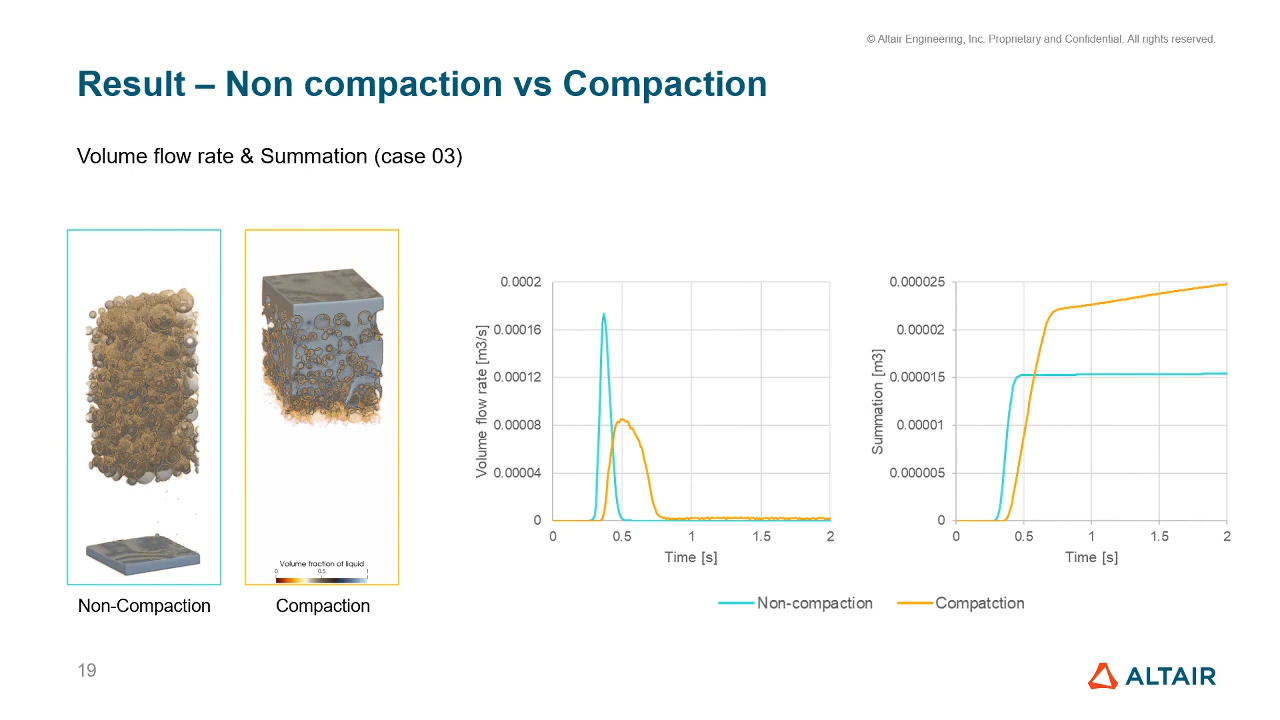 © Altair Engineering, Inc. Proprietary and Confidential. All rights reserved.
Result – Non compaction vs Compaction
Volume flow rate & Summation (case 03)
Volume fraction of liquid
0 0.5 1
Non-Compaction
Compaction
Volume flow rate [m3/s]
0.0002
0.00016
0.00012
0.00008
0.00004
0
0 0.5 1 1.5 2
Time [s]
Summation [m3]
0.000025
0.00002
0.000015
0.00001
0.000005
0
0 0.5 1 1.5 2
Time [s]
Non-compaction
Compatction
19
ALTAIR